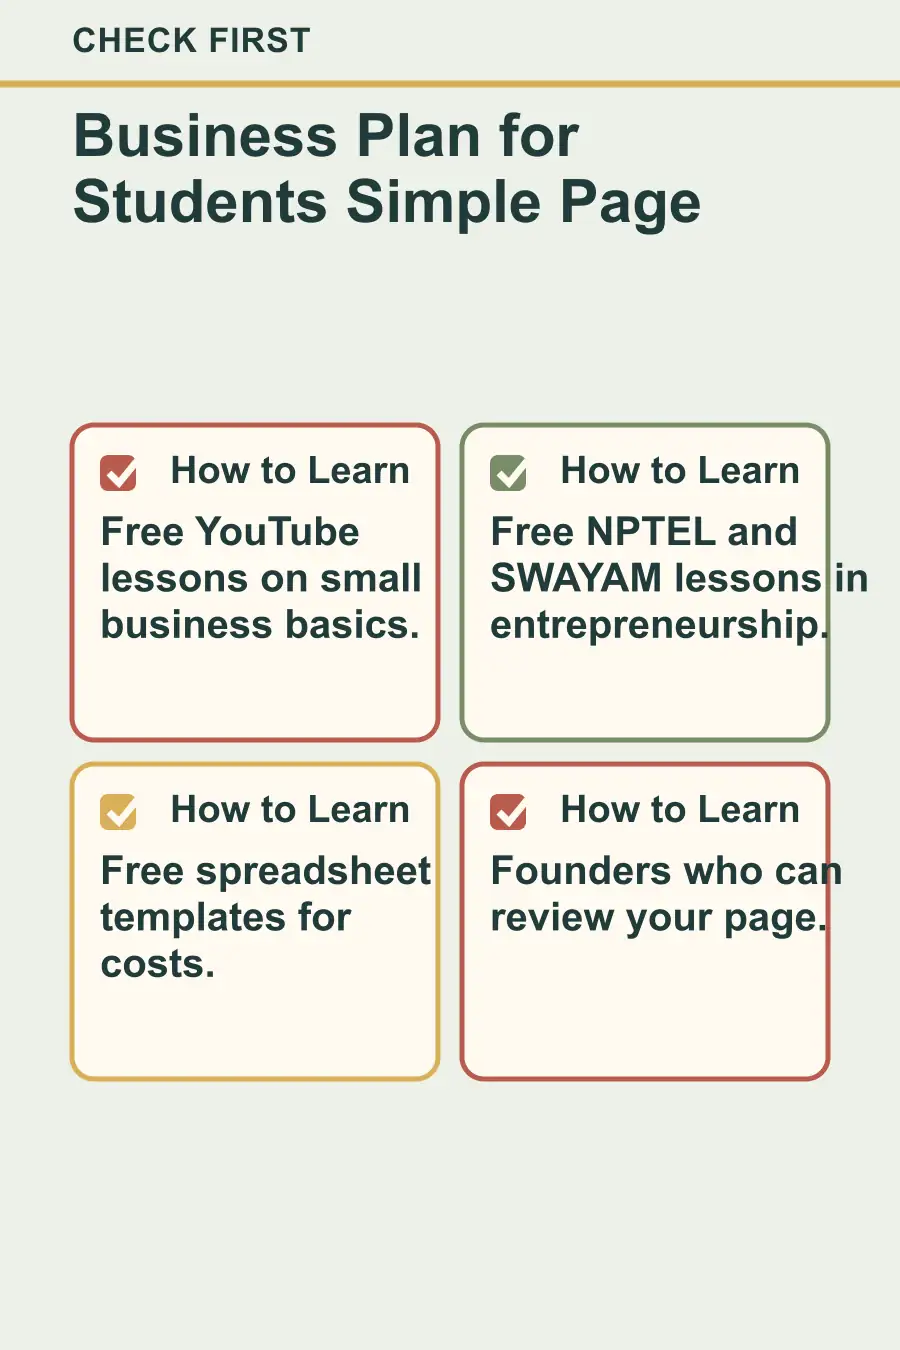 CHECK FIRST
Business Plan for
Students Simple Page
How to Learn
Free YouTube
lessons on small
business basics.
How to Learn
Free NPTEL and
SWAYAM lessons in
entrepreneurship.
How to Learn
Free spreadsheet
templates for
costs.
How to Learn
Founders who can
review your page.